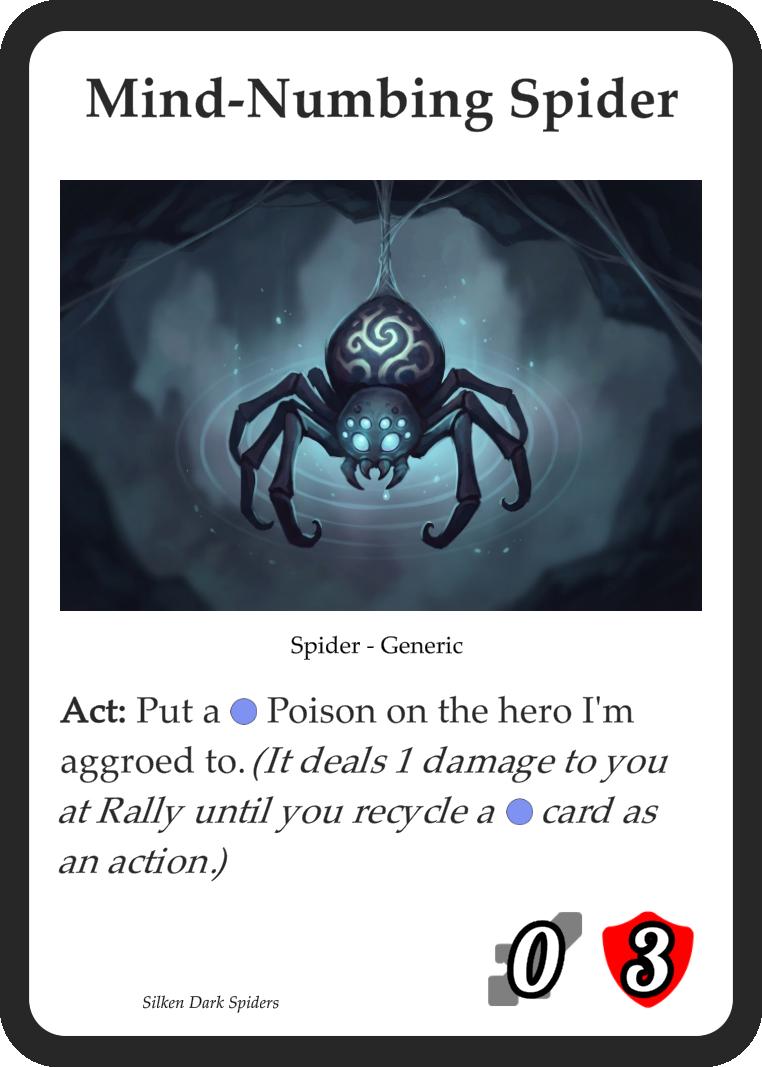 Mind-Numbing Spider
Spider - Generic
Act: Put a Poison on the hero I'm
aggroed to. (It deals 1 damage to you
at Rally until you recycle a card as
an action.)
0 3
Silken Dark Spiders